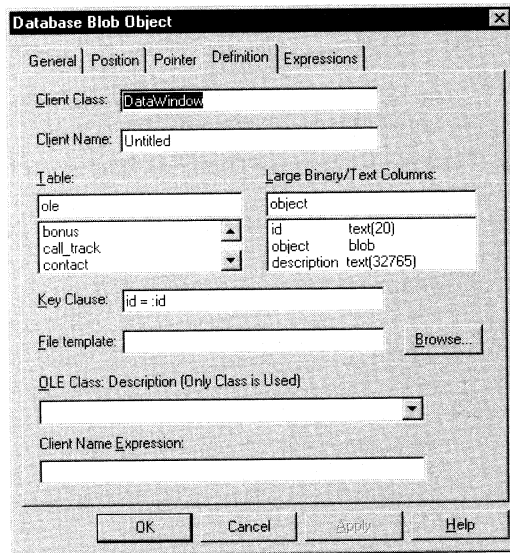 Database Blob Object
General Position Pointer Definition Expressions
Client Class: DataWindow
Client Name: Untitled
Table: Large Binary/Text Columns:
ole object
bonus id text(20)
call_track object blob
contact description text(32765)
Key Clause: id = :id
File template: Browse...
OLE Class: Description (Only Class is Used)
Client Name Expression:
OK Cancel Apply Help